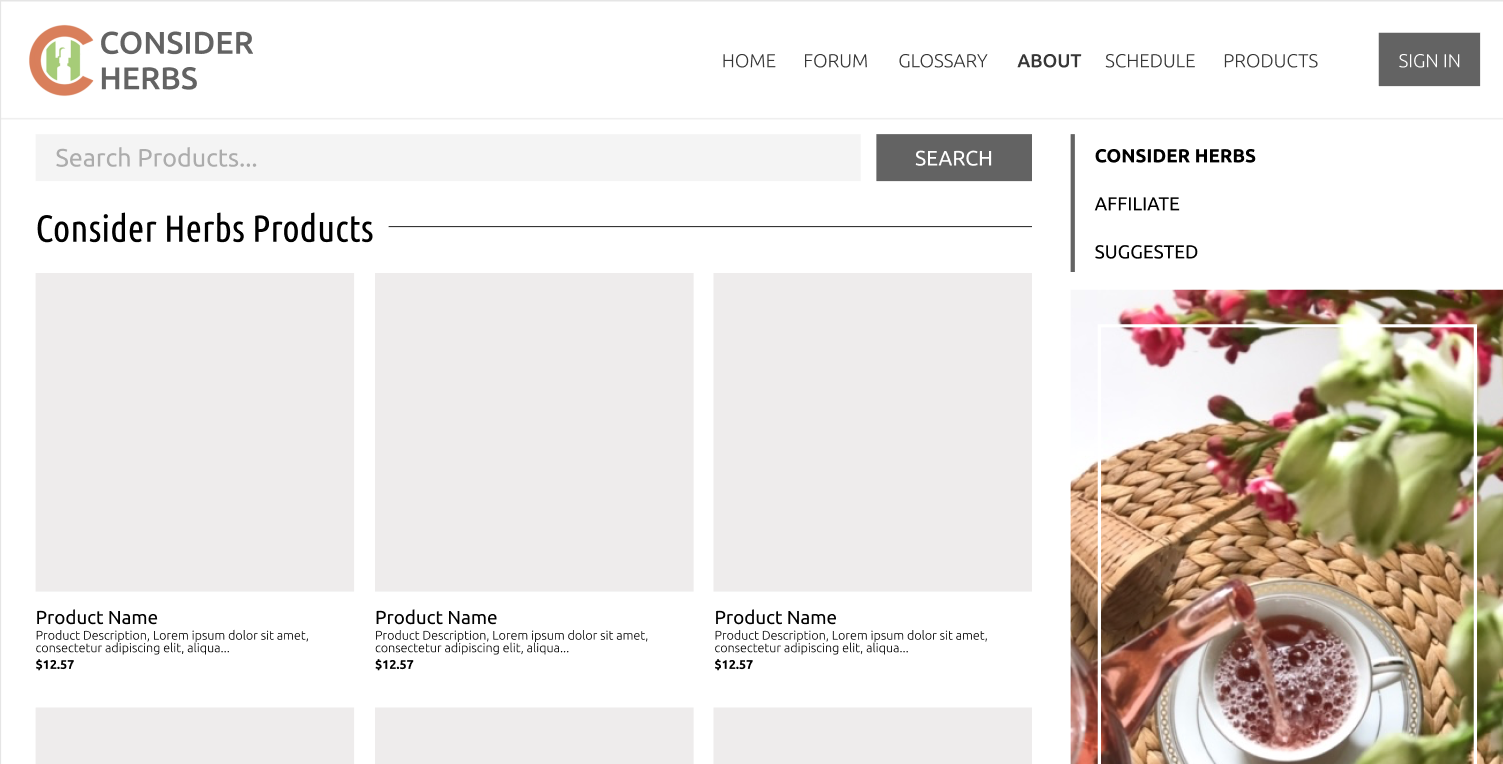 CONSIDER
HERBS
HOME FORUM GLOSSARY ABOUT SCHEDULE PRODUCTS SIGN IN
Search Products...
SEARCH
Consider Herbs Products
CONSIDER HERBS
AFFILIATE
SUGGESTED
Product Name
Product Description, Lorem ipsum dolor sit amet,
consectetur adipiscing elit, aliqua...
$12.57
Product Name
Product Description, Lorem ipsum dolor sit amet,
consectetur adipiscing elit, aliqua...
$12.57
Product Name
Product Description, Lorem ipsum dolor sit amet,
consectetur adipiscing elit, aliqua...
$12.57